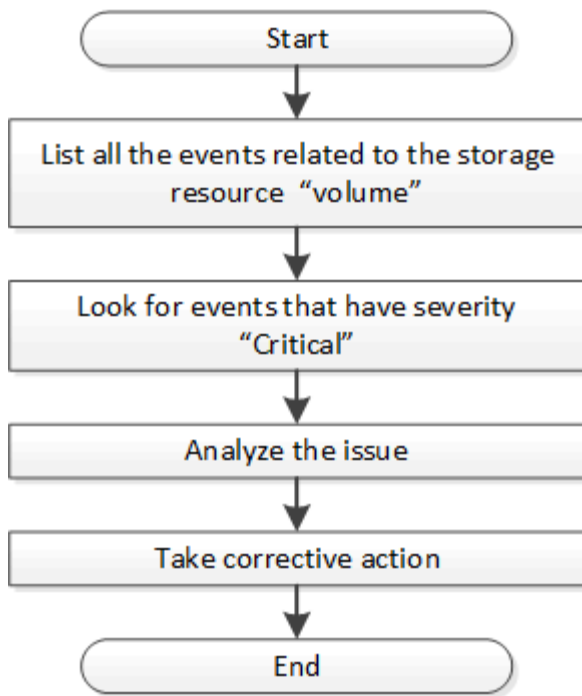 Start
List all the events related to the storage
resource “volume”
Look for events that have severity
“Critical”
Analyze the issue
Take corrective action
End